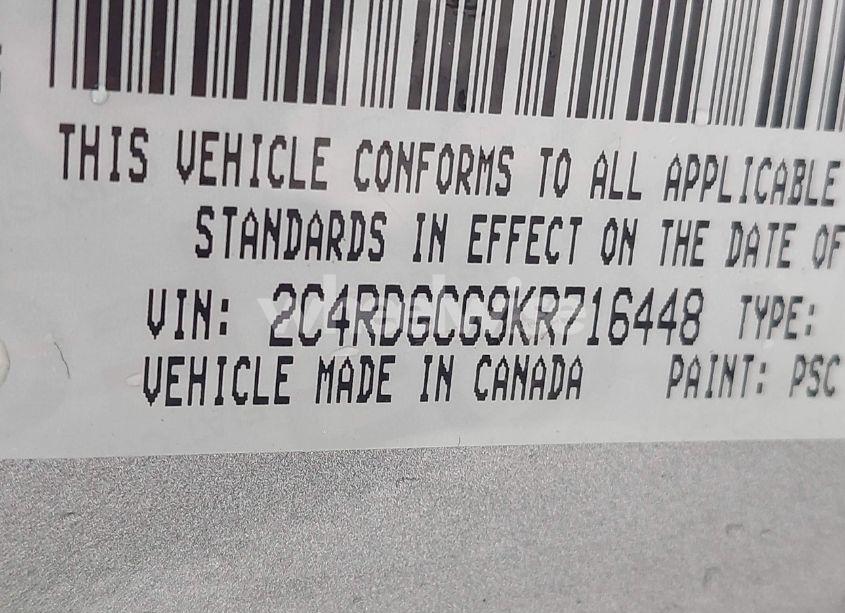 THIS VEHICLE CONFORMS TO ALL APPLICABLE
STANDARDS IN EFFECT ON THE DATE OF
VIN: 2C4RDGCG9KR716448 TYPE:
VEHICLE MADE IN CANADA PAINT: PSC